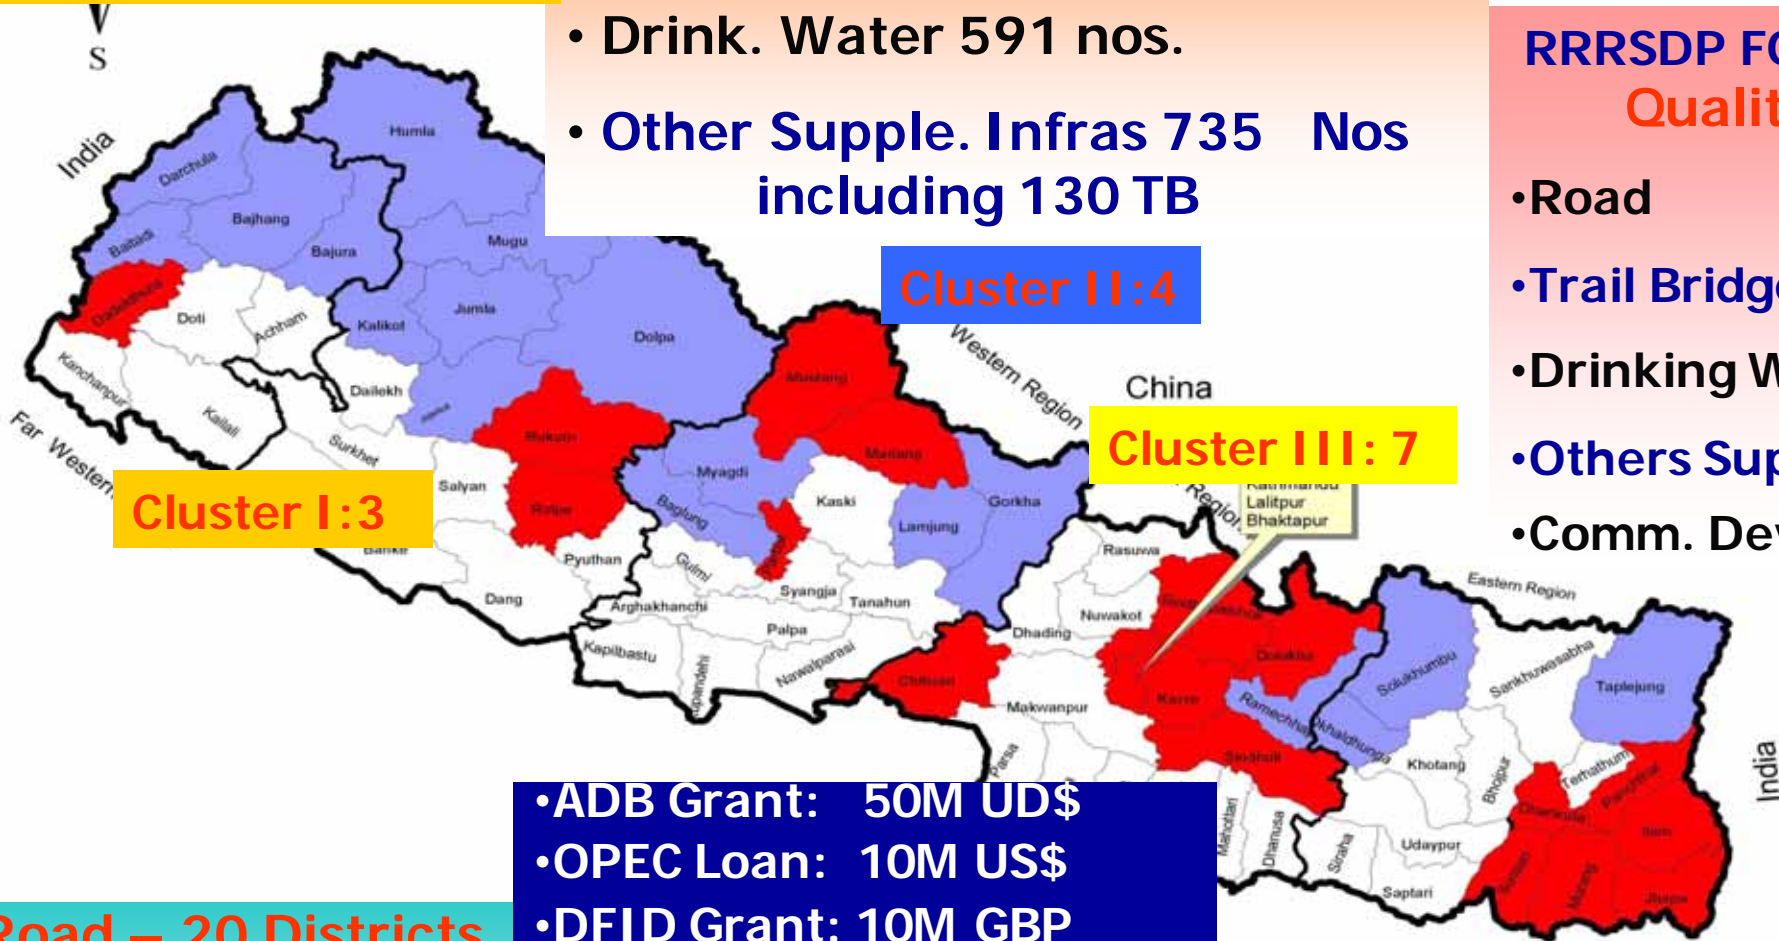 S
• Drink. Water 591 nos.
• Other Supple. Infras 735 Nos
including 130 TB
RRRSDP
•Road
•Trail
•Drinking
•Others
•Comm.
India
Humla
Darchula
Bajhang
Baitadi
Bajura
Mugu
Dadeldhura
Doti
Achham
Kalikot
Jumla
Dolpa
Cluster II:4
Western Region
China
Mustang
Kanchanpur
Kailali
Dailekh
Surkhet
Far Western
Rukum
Manang
Cluster III: 7
Cluster I:3
Salyan
Rolpa
Myagdi
Baglung
Kaski
Lamjung
Gorkha
Kathmandu
Lalitpur
Bhaktapur
Banke
Pyuthan
Gulmi
Syangja
Tanahun
Rasuwa
Nuwakot
Dhading
Eastern Region
Dang
Arghakhanchi
Palpa
Kapilbastu
Nawalparasi
Chitwan
Makwanpur
Kavre
Dolakha
Ramechhap
Okhaldhunga
Solukhumbu
Sankhuwasabha
Taplejung
Sindhuli
Khotang
Bhojpur
Terhathum
Panchthar
Dhankuta
Ilam
India
Parsa
Mahottari
Dhanusa
Siraha
Udaypur
Saptari
Sunsari
Morang
Jhapa
•ADB Grant: 50M UD$
•OPEC Loan: 10M US$
•DFID Grant: 10M GBP
Road – 20 Districts